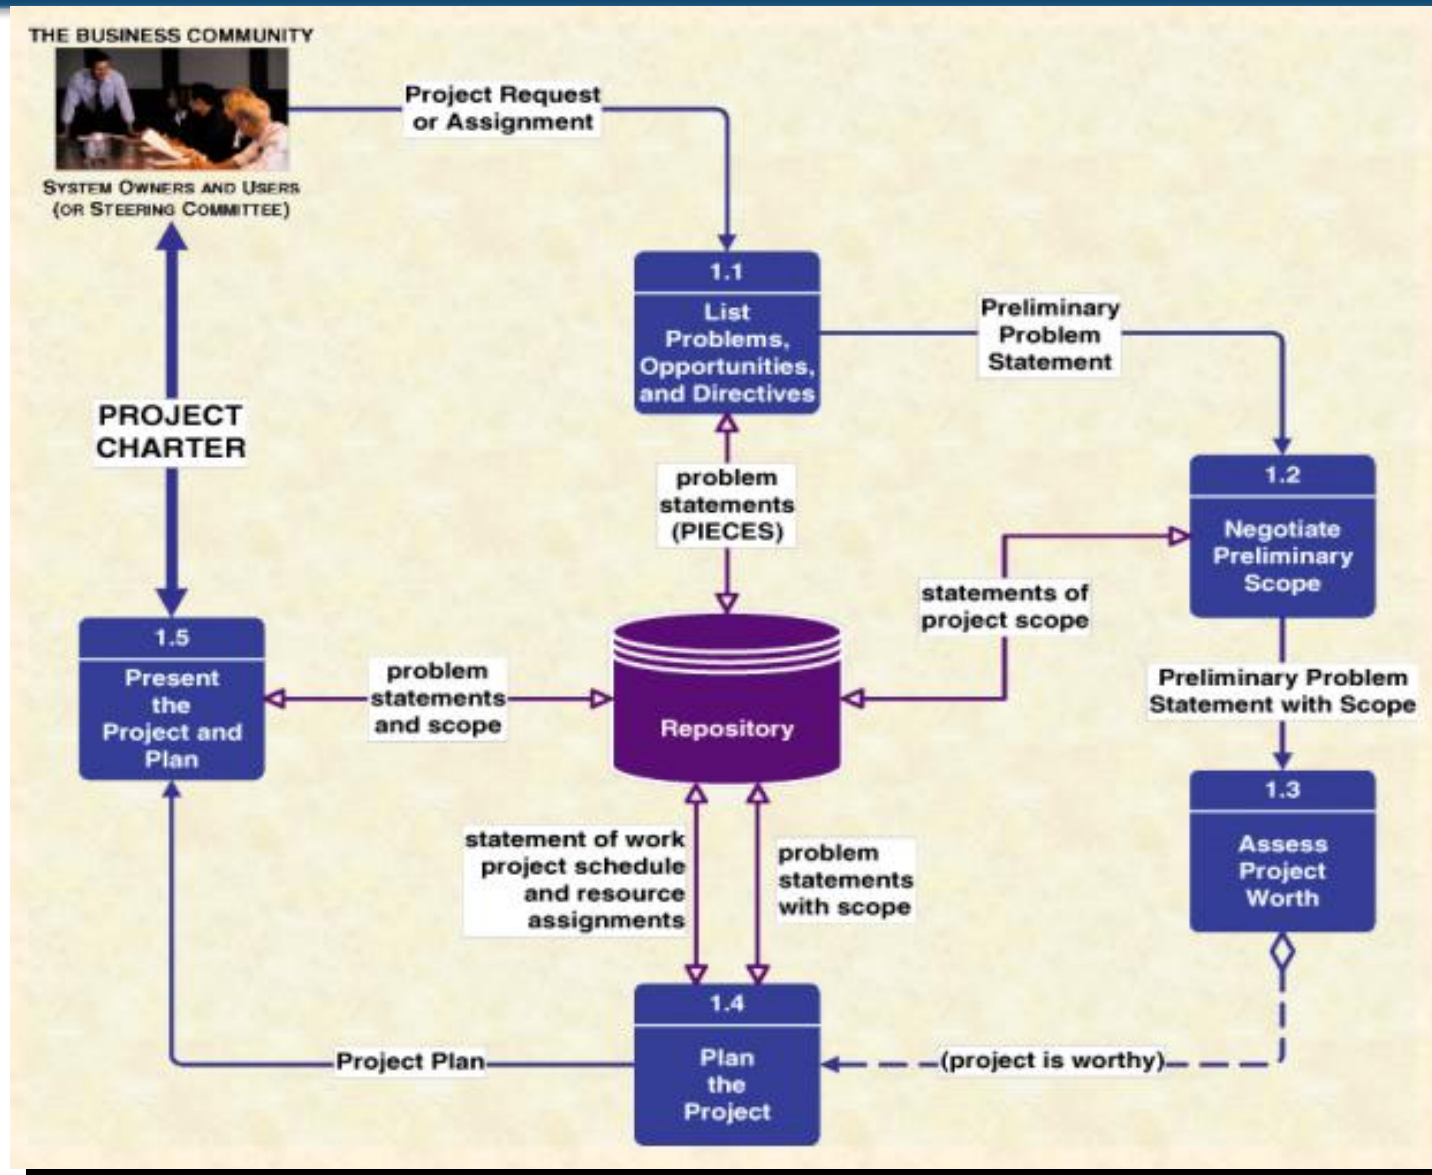 THE BUSINESS COMMUNITY
SYSTEM OWNERS AND USERS
(OR STEERING COMMITTEE)
Project Request
or Assignment
1.1
List
Problems,
Opportunities,
and Directives
Preliminary
Problem
Statement
PROJECT
CHARTER
problem
statements
(PIECES)
1.2
Negotiate
Preliminary
Scope
statements of
project scope
1.5
Present
the
Project and
Plan
problem
statements
and scope
Repository
Preliminary Problem
Statement with Scope
1.3
Assess
Project
Worth
statement of work
project schedule
and resource
assignments
problem
statements
with scope
1.4
Plan
the
Project
Project Plan
(project is worthy)